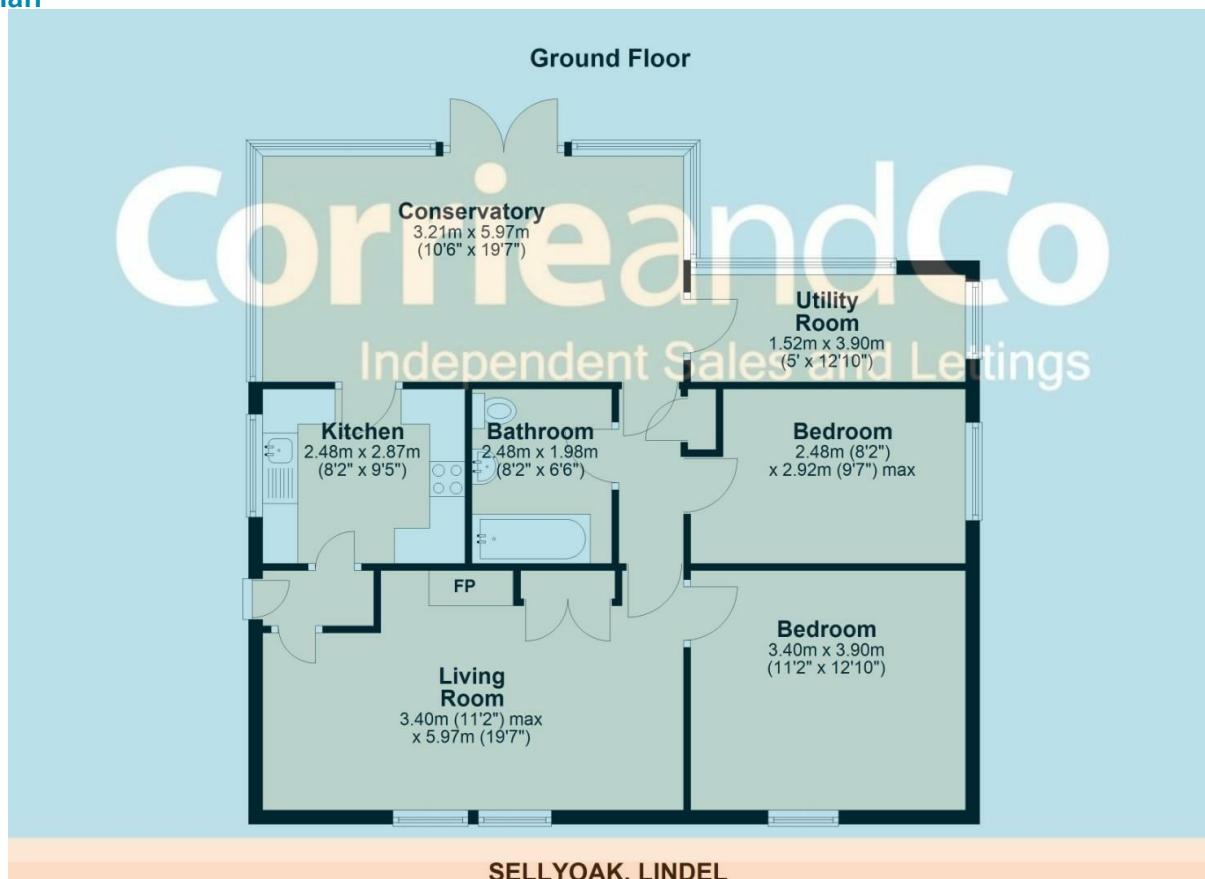 Ground Floor
CorrieandCo
Independent Sales and Lettings
Conservatory
3.21m x 5.97m
(10'6" x 19'7")
Utility
Room
1.52m x 3.90m
(5' x 12'10")
Kitchen
2.48m x 2.87m
(8'2" x 9'5")
Bathroom
2.48m x 1.98m
(8'2" x 6'6")
Bedroom
2.48m (8'2")
x 2.92m (9'7") max
FP
Living
Room
3.40m (11'2") max
x 5.97m (19'7")
Bedroom
3.40m x 3.90m
(11'2" x 12'10")
SELLYOAK, LINDEL